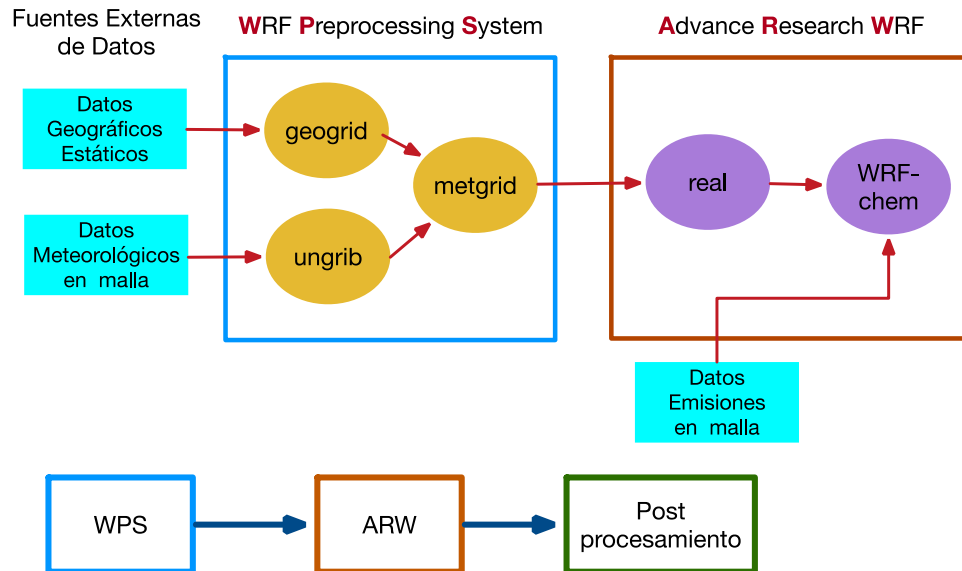 Fuentes Externas
de Datos
WRF Preprocessing System
Advance Research WRF
Datos
Geográficos
Estáticos
geogrid
metgrid
real
WRF-
chem
Datos
Meteorológicos
en malla
ungrib
Datos
Emisiones
en malla
WPS
ARW
Post
procesamiento